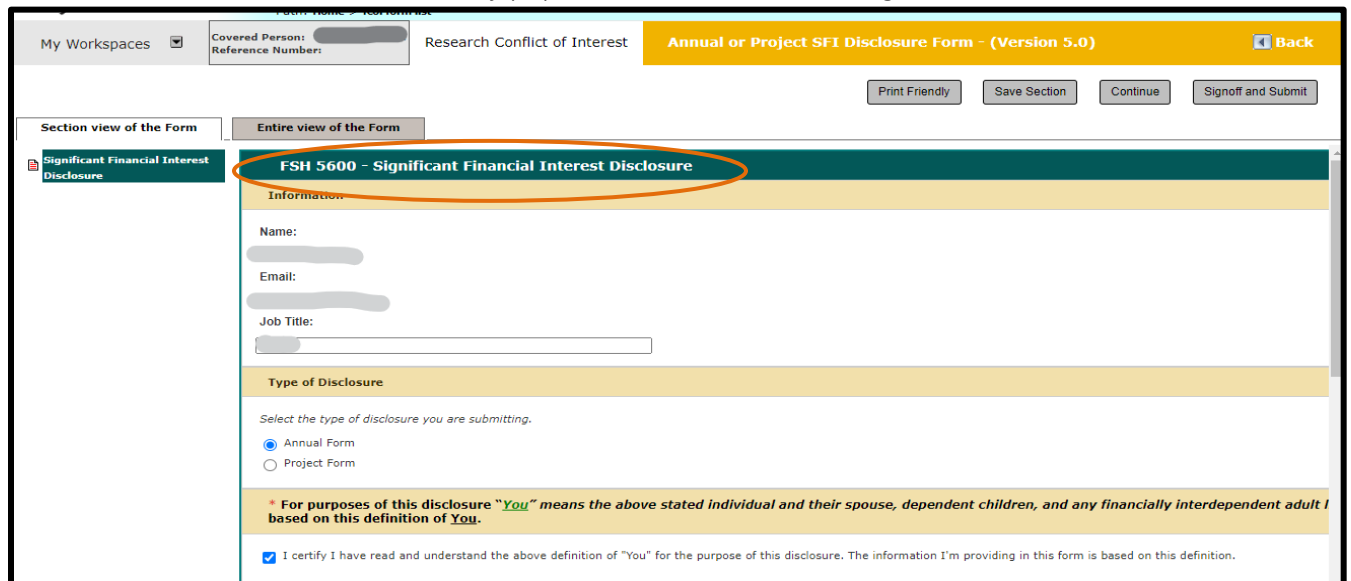 My Workspaces
Covered Person:
Reference Number:
Research Conflict of Interest
Annual or Project SFI Disclosure Form - (Version 5.0)
Back
Print Friendly
Save Section
Continue
Signoff and Submit
Section view of the Form
Entire view of the Form
Significant Financial Interest
Disclosure
FSH 5600 - Significant Financial Interest Disclosure
Information
Name:
Email:
Job Title:
Type of Disclosure
Select the type of disclosure you are submitting.
Annual Form
Project Form
* For purposes of this disclosure "You" means the above stated individual and their spouse, dependent children, and any financially interdependent adult
based on this definition of You.
I certify I have read and understand the above definition of "You" for the purpose of this disclosure. The information I'm providing in this form is based on this definition.